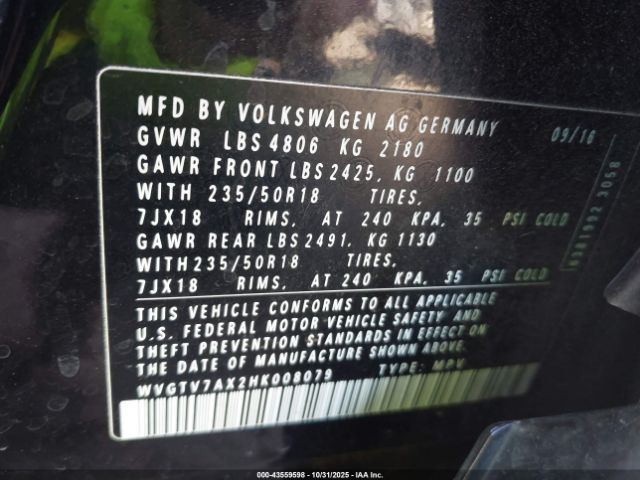 MFD BY VOLKSWAGEN AG GERMANY 09/16
GVWR LBS 4806 KG 2180
GAWR FRONT LBS 2425, KG 1100
WITH 235/50R18 TIRES,
7JX18 RIMS, AT 240 KPA, 35 PSI COLD
GAWR REAR LBS 2491, KG 1130
WITH 235/50R18 TIRES,
7JX18 RIMS, AT 240 KPA, 35 PSI COLD
THIS VEHICLE CONFORMS TO ALL APPLICABLE
U.S. FEDERAL MOTOR VEHICLE SAFETY AND
THEFT PREVENTION STANDARDS IN EFFECT ON
THE DATE OF MANUFACTURE SHOWN ABOVE.
WVGTV7AX2HK008079 TYPE: MPV
000-43559598 - 10/31/2025 - IAA Inc.